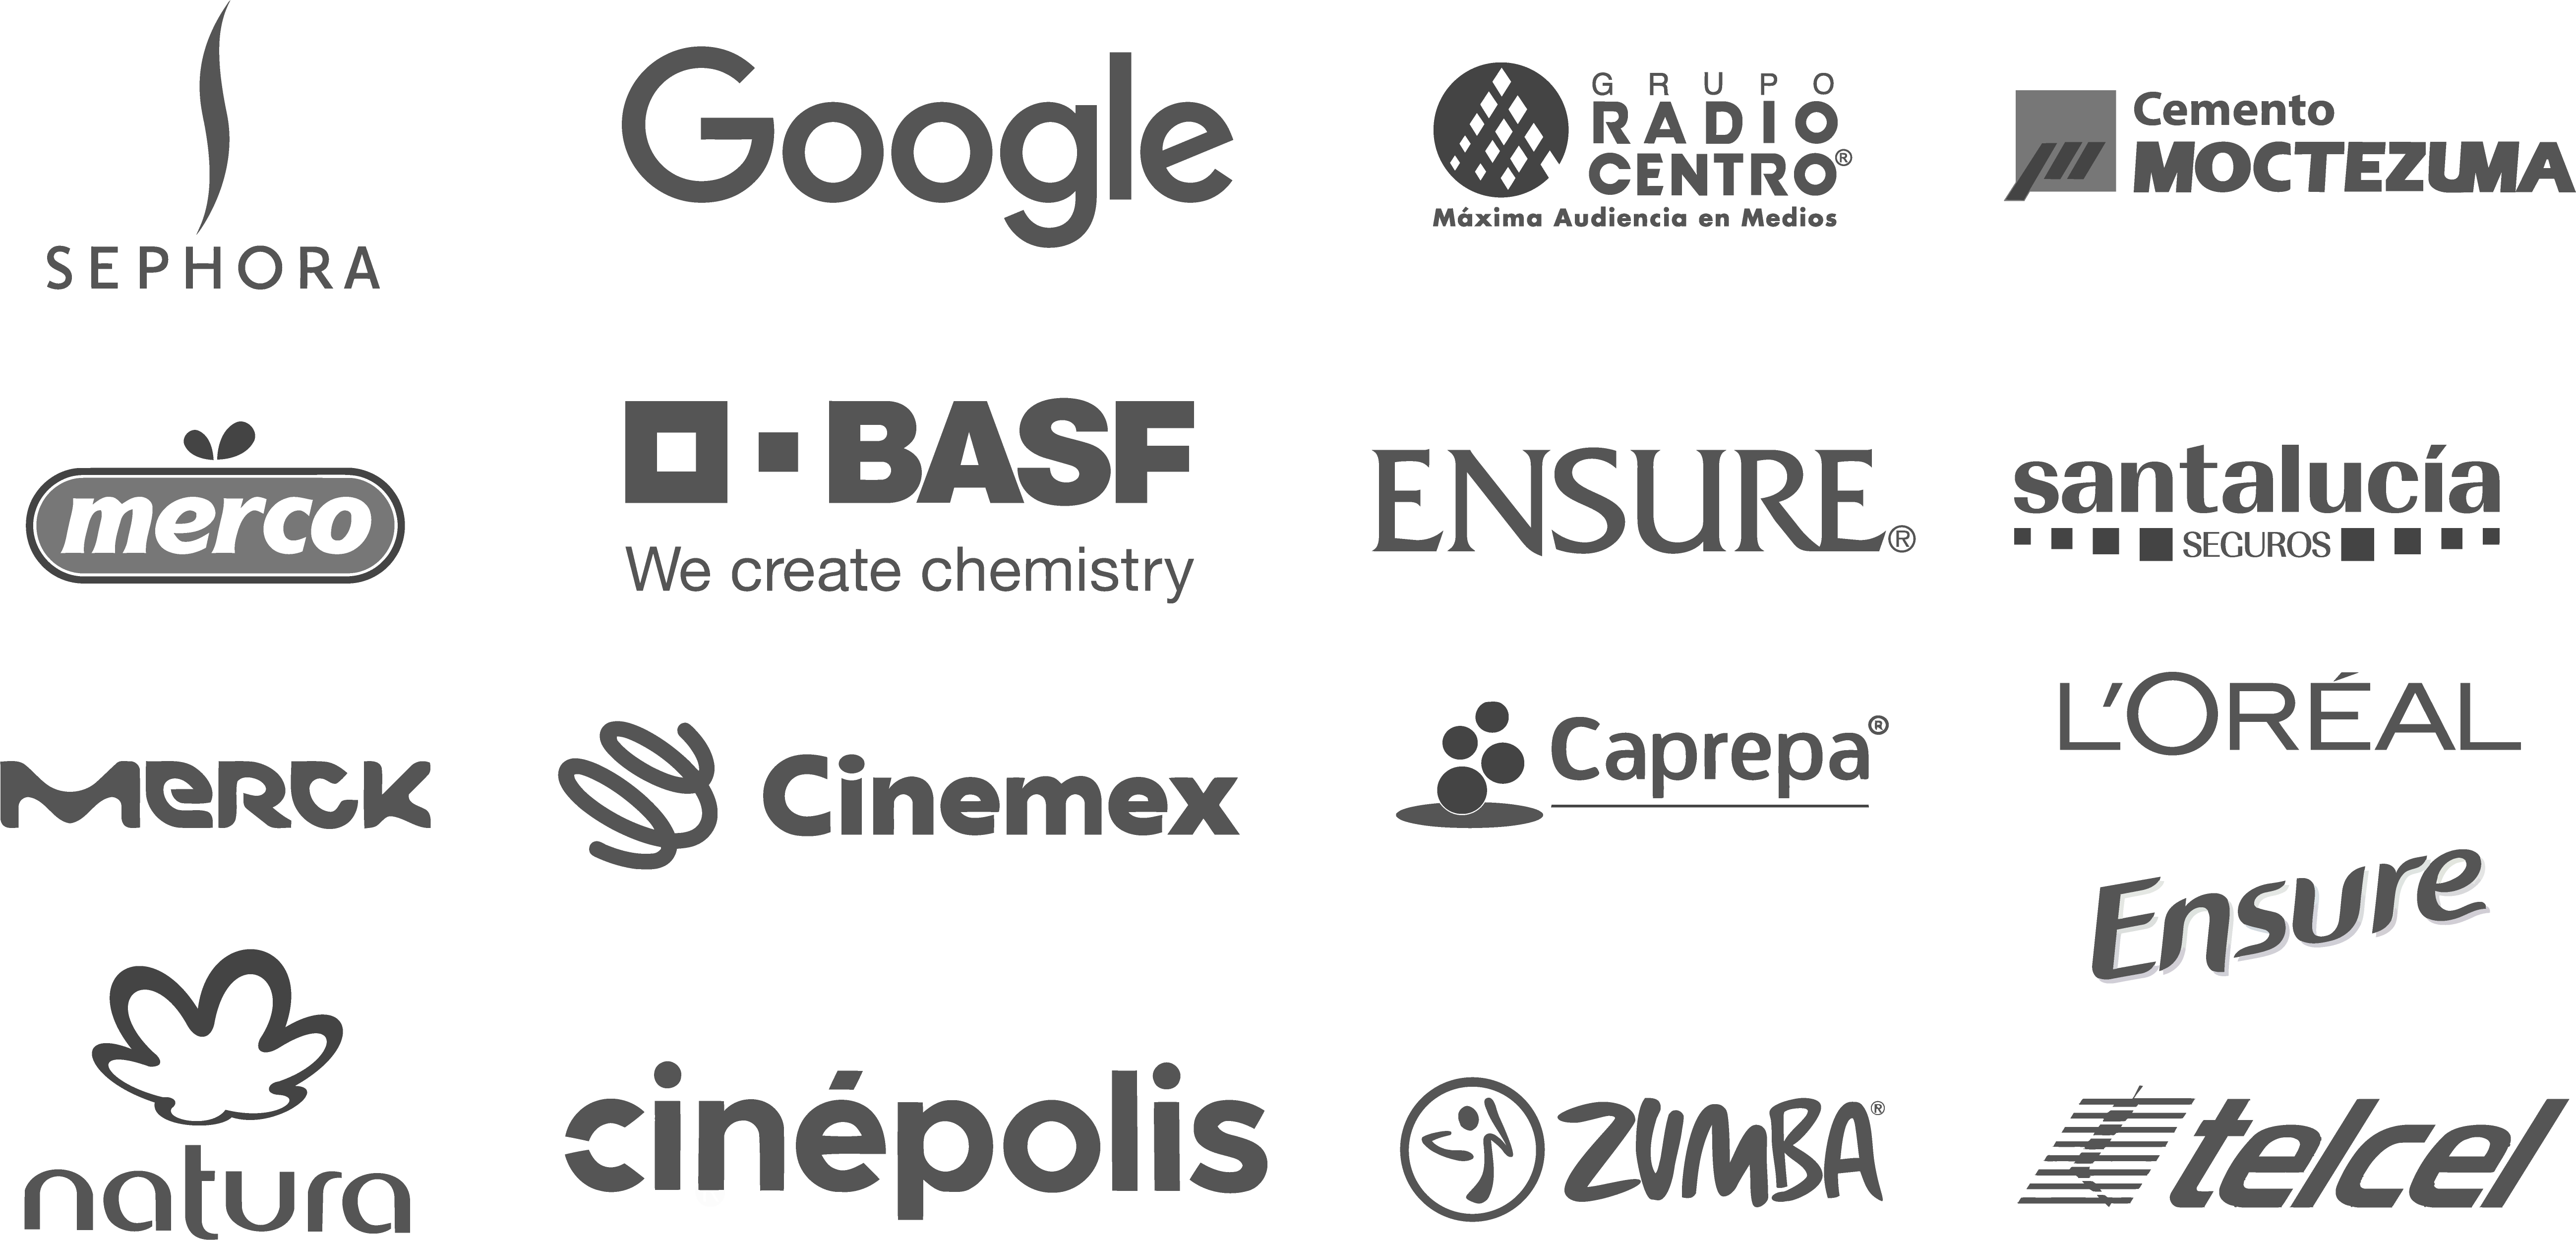 SEPHORA
Google
GRUPO
RADIO
CENTRO®
Máxima Audiencia en Medios
Cemento
MOCTEZUMA
merco
BASF
We create chemistry
ENSURE®
santalucía
SEGUROS
MERCK
Cinemex
Caprepa®
L'ORÉAL
Ensure
natura
cinépolis
ZUMBA®
telcel